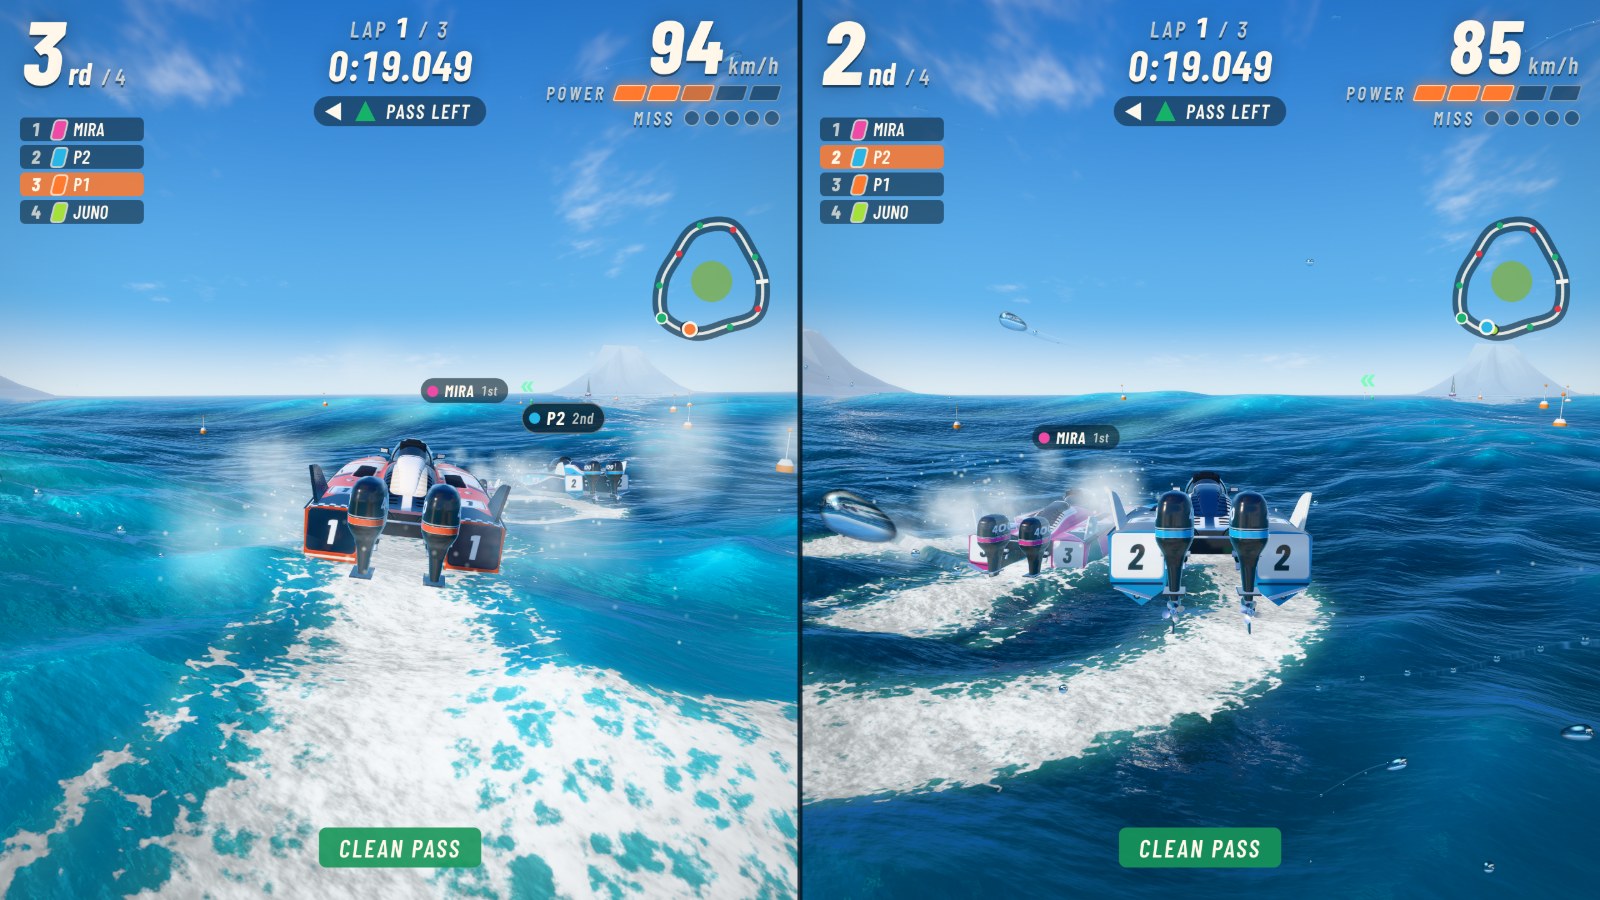 3rd / 4
LAP 1 / 3
0:19.049
PASS LEFT
94 km/h
POWER
MISS
1 MIRA
2 P2
3 P1
4 JUNO
MIRA 1st
P2 2nd
2
1
1
CLEAN PASS
2nd / 4
LAP 1 / 3
0:19.049
PASS LEFT
85 km/h
POWER
MISS
1 MIRA
2 P2
3 P1
4 JUNO
MIRA 1st
3
2
2
CLEAN PASS